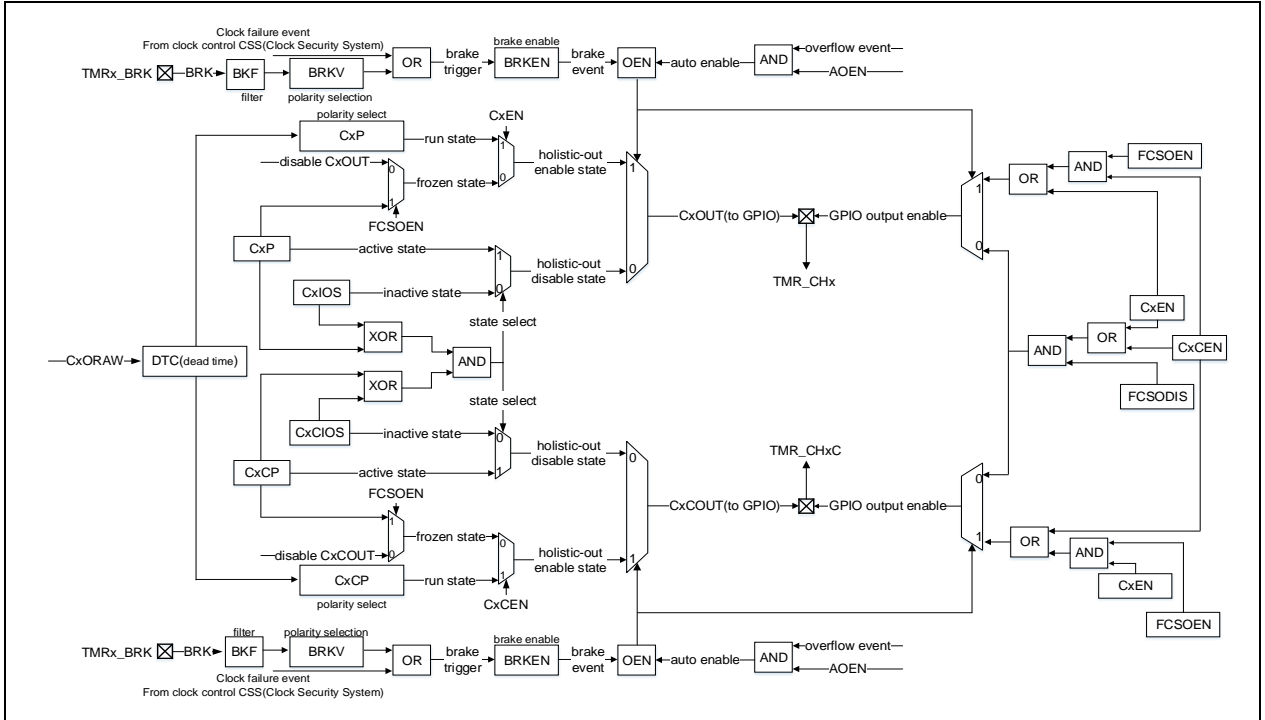 Clock failure event
From clock control CSS(Clock Security System)
TMRx_BRK
BRK
BKF
filter
BRKV
polarity selection
OR
brake
trigger
brake enable
BRKEN
brake
event
OEN
auto enable
AND
overflow event
AOEN
polarity select
CxP
run state
CxEN
1
0
disable CxOUT
0
1
frozen state
FCSOEN
holistic-out
enable state
1
0
CxP
active state
1
0
CxIOS
inactive state
holistic-out
disable state
state select
CxOUT(to GPIO)
GPIO output enable
TMR_CHx
1
0
OR
AND
FCSOEN
CxEN
CxORAW
DTC(dead time)
XOR
XOR
AND
AND
OR
CxCEN
FCSODIS
state select
CxCIOS
inactive state
0
1
CxCP
active state
holistic-out
disable state
0
1
TMR_CHxC
CxCOUT(to GPIO)
GPIO output enable
0
1
FCSOEN
1
0
frozen state
disable CxCOUT
0
1
holistic-out
enable state
CxCP
polarity select
run state
CxCEN
OR
AND
CxEN
FCSOEN
TMRx_BRK
BRK
filter
BKF
polarity selection
BRKV
OR
brake
trigger
brake enable
BRKEN
brake
event
OEN
auto enable
AND
overflow event
AOEN
Clock failure event
From clock control CSS(Clock Security System)